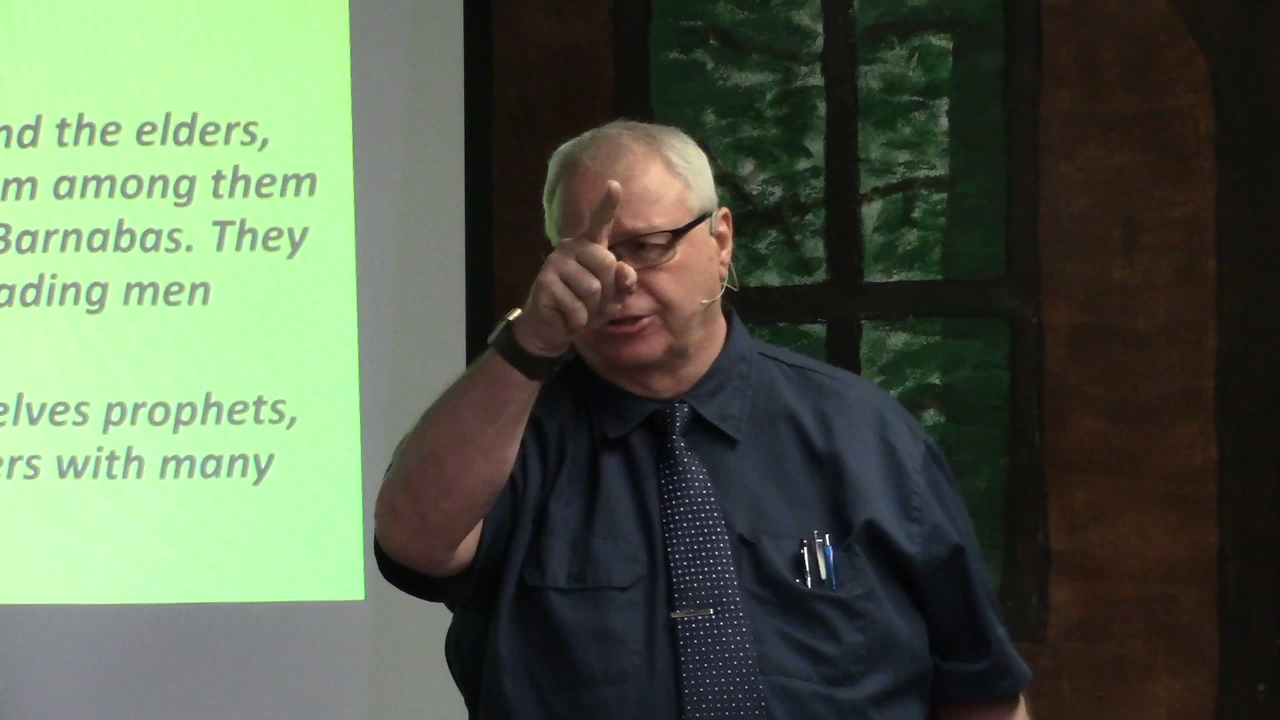 nd the elders,
m among them
Barnabas. They
ading men
elves prophets,
ers with many